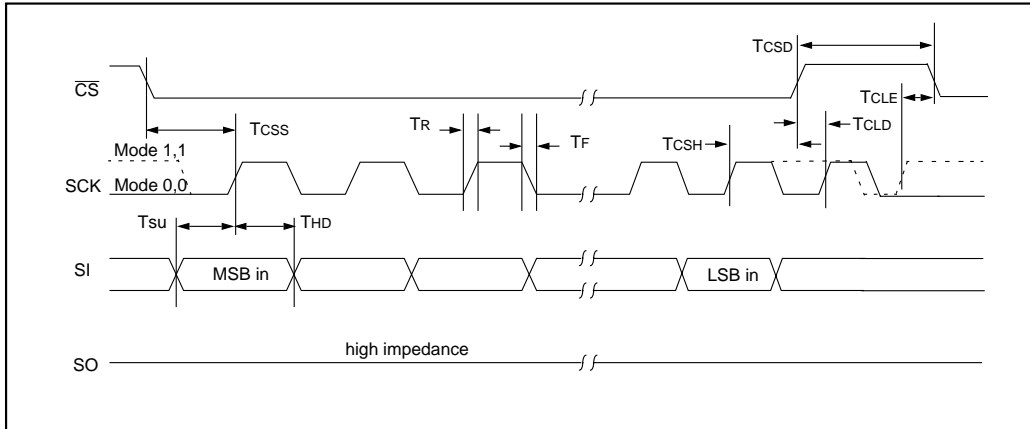 TCSD
CS
TCLE
TCSS
TR
TF
TCSH
TCLD
Mode 1,1
SCK
Mode 0,0
Tsu
THD
SI
MSB in
LSB in
high impedance
SO